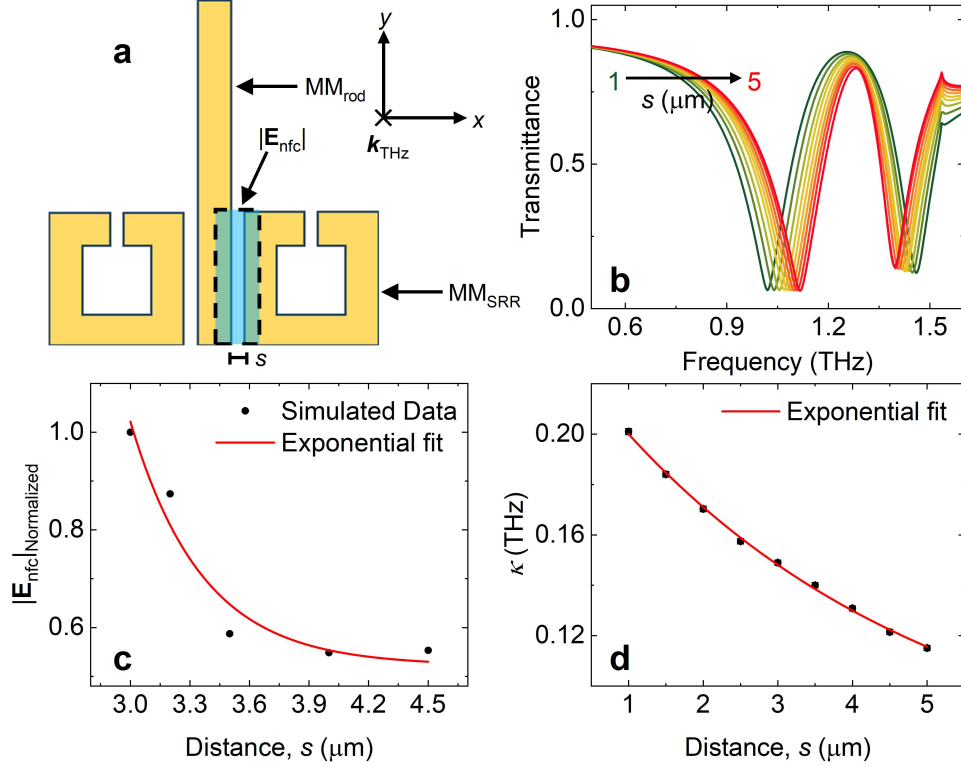 a
y
x
k_THz
MM_rod
|E_nfc|
MM_SRR
s
Transmittance
1.0
0.5
0.0
1 5
s (μm)
b
0.6 0.9 1.2 1.5
Frequency (THz)
|E_nfc|_Normalized
1.0
0.8
0.6
Simulated Data
Exponential fit
c
3.0 3.3 3.6 3.9 4.2 4.5
Distance, s (μm)
κ (THz)
0.20
0.16
0.12
Exponential fit
d
1 2 3 4 5
Distance, s (μm)